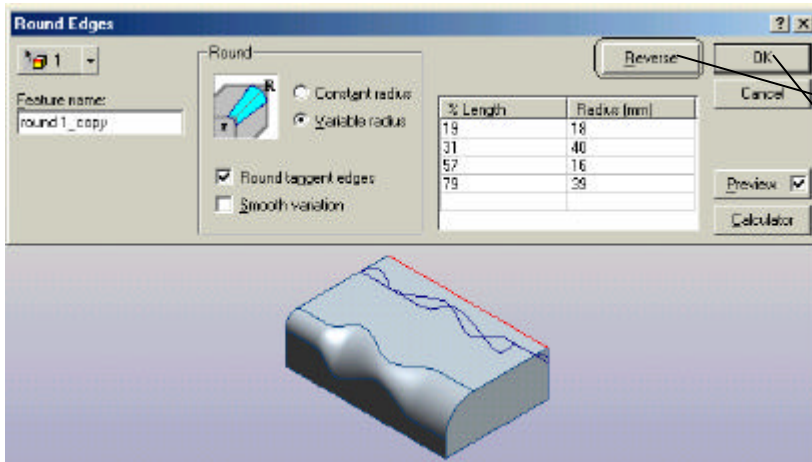 Round Edges
1
Feature name:
round 1_copy
Round
R
r
Constant radius
Variable radius
Round tangent edges
Smooth variation
Reverse
% Length Radius (mm)
19 18
31 40
57 16
79 39
OK
Cancel
Preview
Calculator